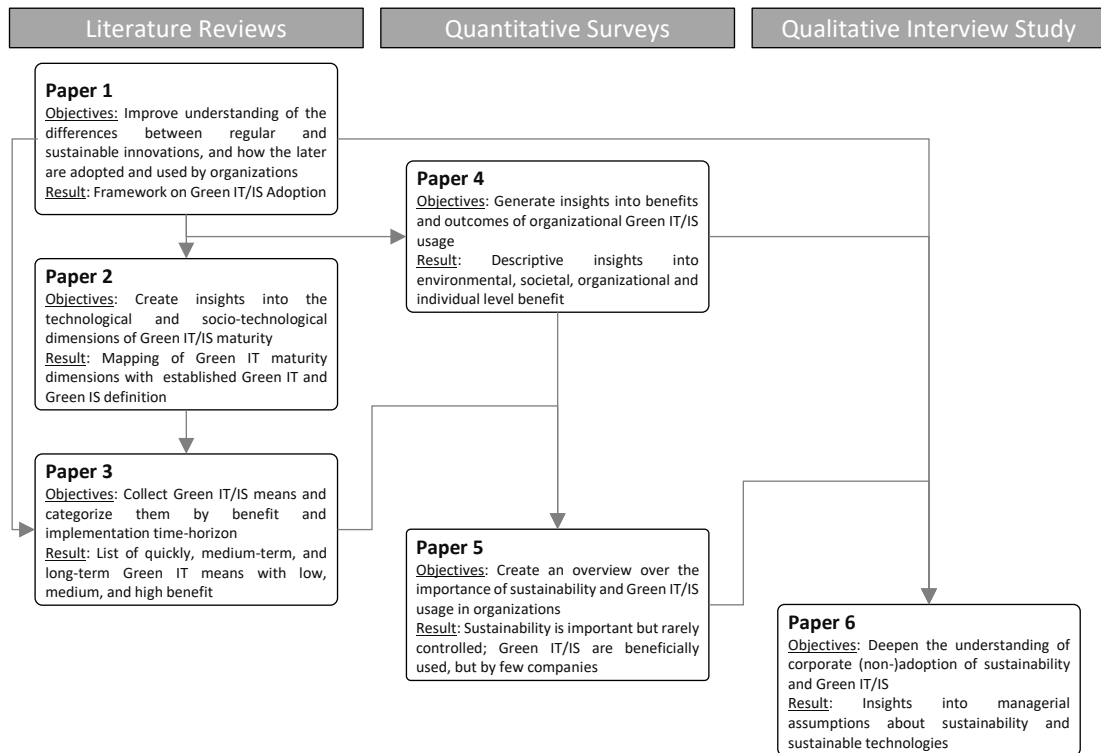 Literature Reviews
Quantitative Surveys
Qualitative Interview Study
Paper 1
Objectives: Improve understanding of the
differences between regular and
sustainable innovations, and how the later
are adopted and used by organizations
Result: Framework on Green IT/IS Adoption
Paper 2
Objectives: Create insights into the
technological and socio-technological
dimensions of Green IT/IS maturity
Result: Mapping of Green IT maturity
dimensions with established Green IT and
Green IS definition
Paper 3
Objectives: Collect Green IT/IS means and
categorize them by benefit and
implementation time-horizon
Result: List of quickly, medium-term, and
long-term Green IT means with low,
medium, and high benefit
Paper 4
Objectives: Generate insights into benefits
and outcomes of organizational Green IT/IS
usage
Result: Descriptive insights into
environmental, societal, organizational and
individual level benefit
Paper 5
Objectives: Create an overview over the
importance of sustainability and Green IT/IS
usage in organizations
Result: Sustainability is important but rarely
controlled; Green IT/IS are beneficially
used, but by few companies
Paper 6
Objectives: Deepen the understanding of
corporate (non-)adoption of sustainability
and Green IT/IS
Result: Insights into managerial
assumptions about sustainability and
sustainable technologies